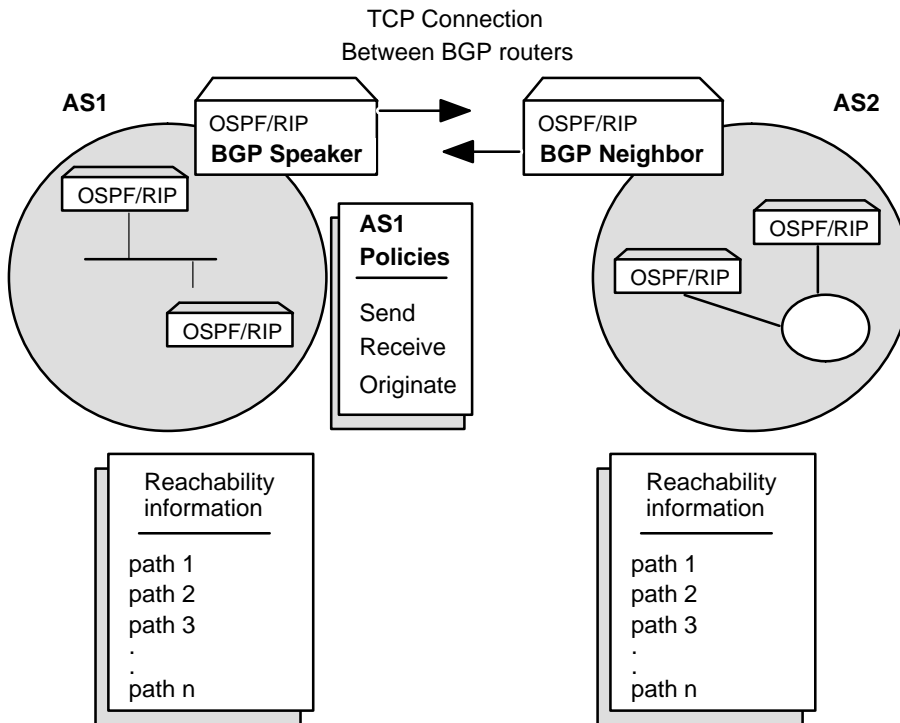 TCP Connection
Between BGP routers
AS1
OSPF/RIP
BGP Speaker
OSPF/RIP
BGP Neighbor
AS2
OSPF/RIP
OSPF/RIP
AS1
Policies
Send
Receive
Originate
OSPF/RIP
OSPF/RIP
Reachability
information
path 1
path 2
path 3
.
.
path n
Reachability
information
path 1
path 2
path 3
.
.
path n